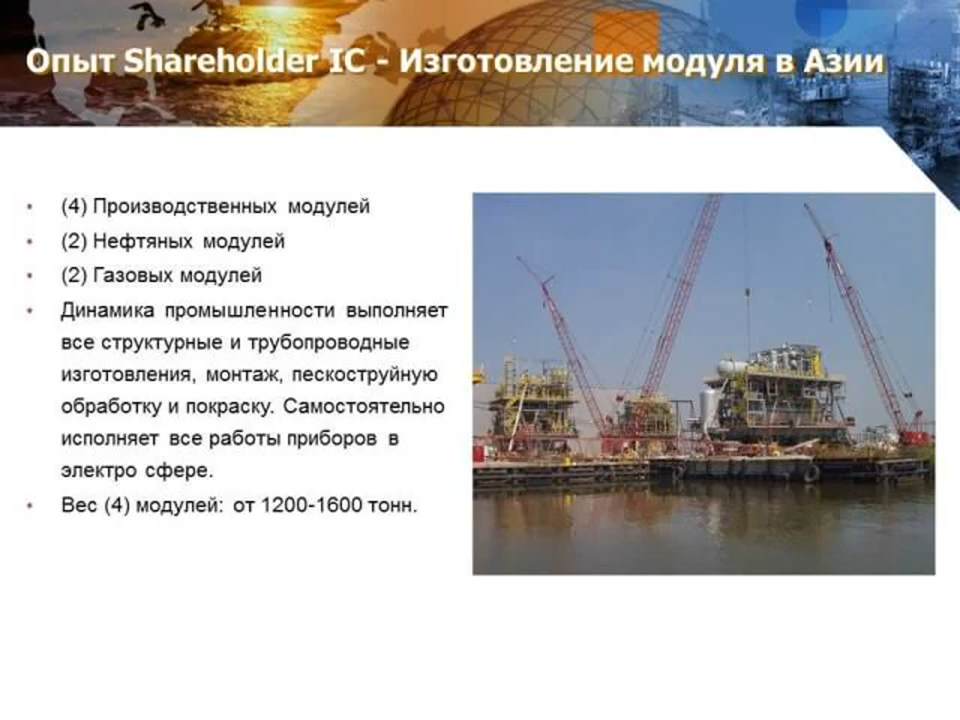 Опыт Shareholder IC - Изготовление модуля в Азии
• (4) Производственных модулей
• (2) Нефтяных модулей
• (2) Газовых модулей
• Динамика промышленности выполняет
все структурные и трубопроводные
изготовления, монтаж, пескоструйную
обработку и покраску. Самостоятельно
исполняет все работы приборов в
электро сфере.
• Вес (4) модулей: от 1200-1600 тонн.